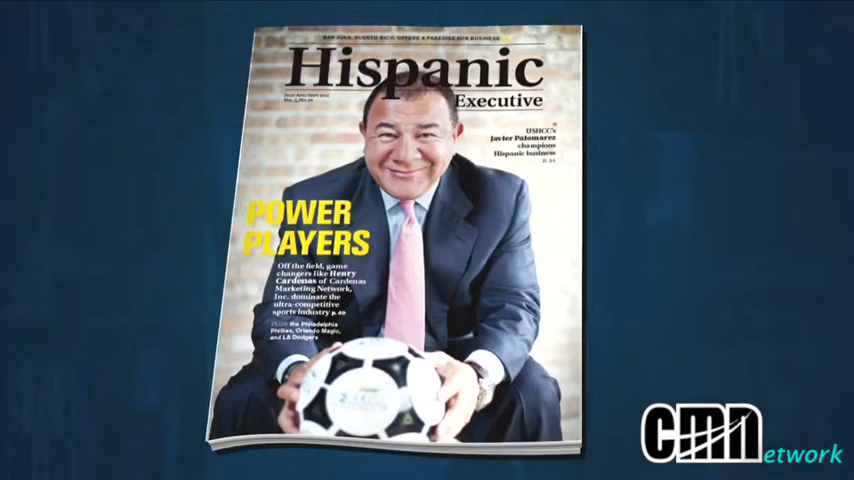 SAN JUAN, PUERTO RICO, OFFERS A PARADISE FOR BUSINESS
Hispanic
Executive
USHCC's
Javier Palomarez
champions
Hispanic business
P. 84
POWER
PLAYERS
Off the field, game
changers like Henry
Cardenas of Cardenas
Marketing Network,
Inc. dominate the
ultra-competitive
sports industry p. 49
PLUS: the Philadelphia
Phillies, Orlando Magic,
and LA Dodgers
cmn
etwork